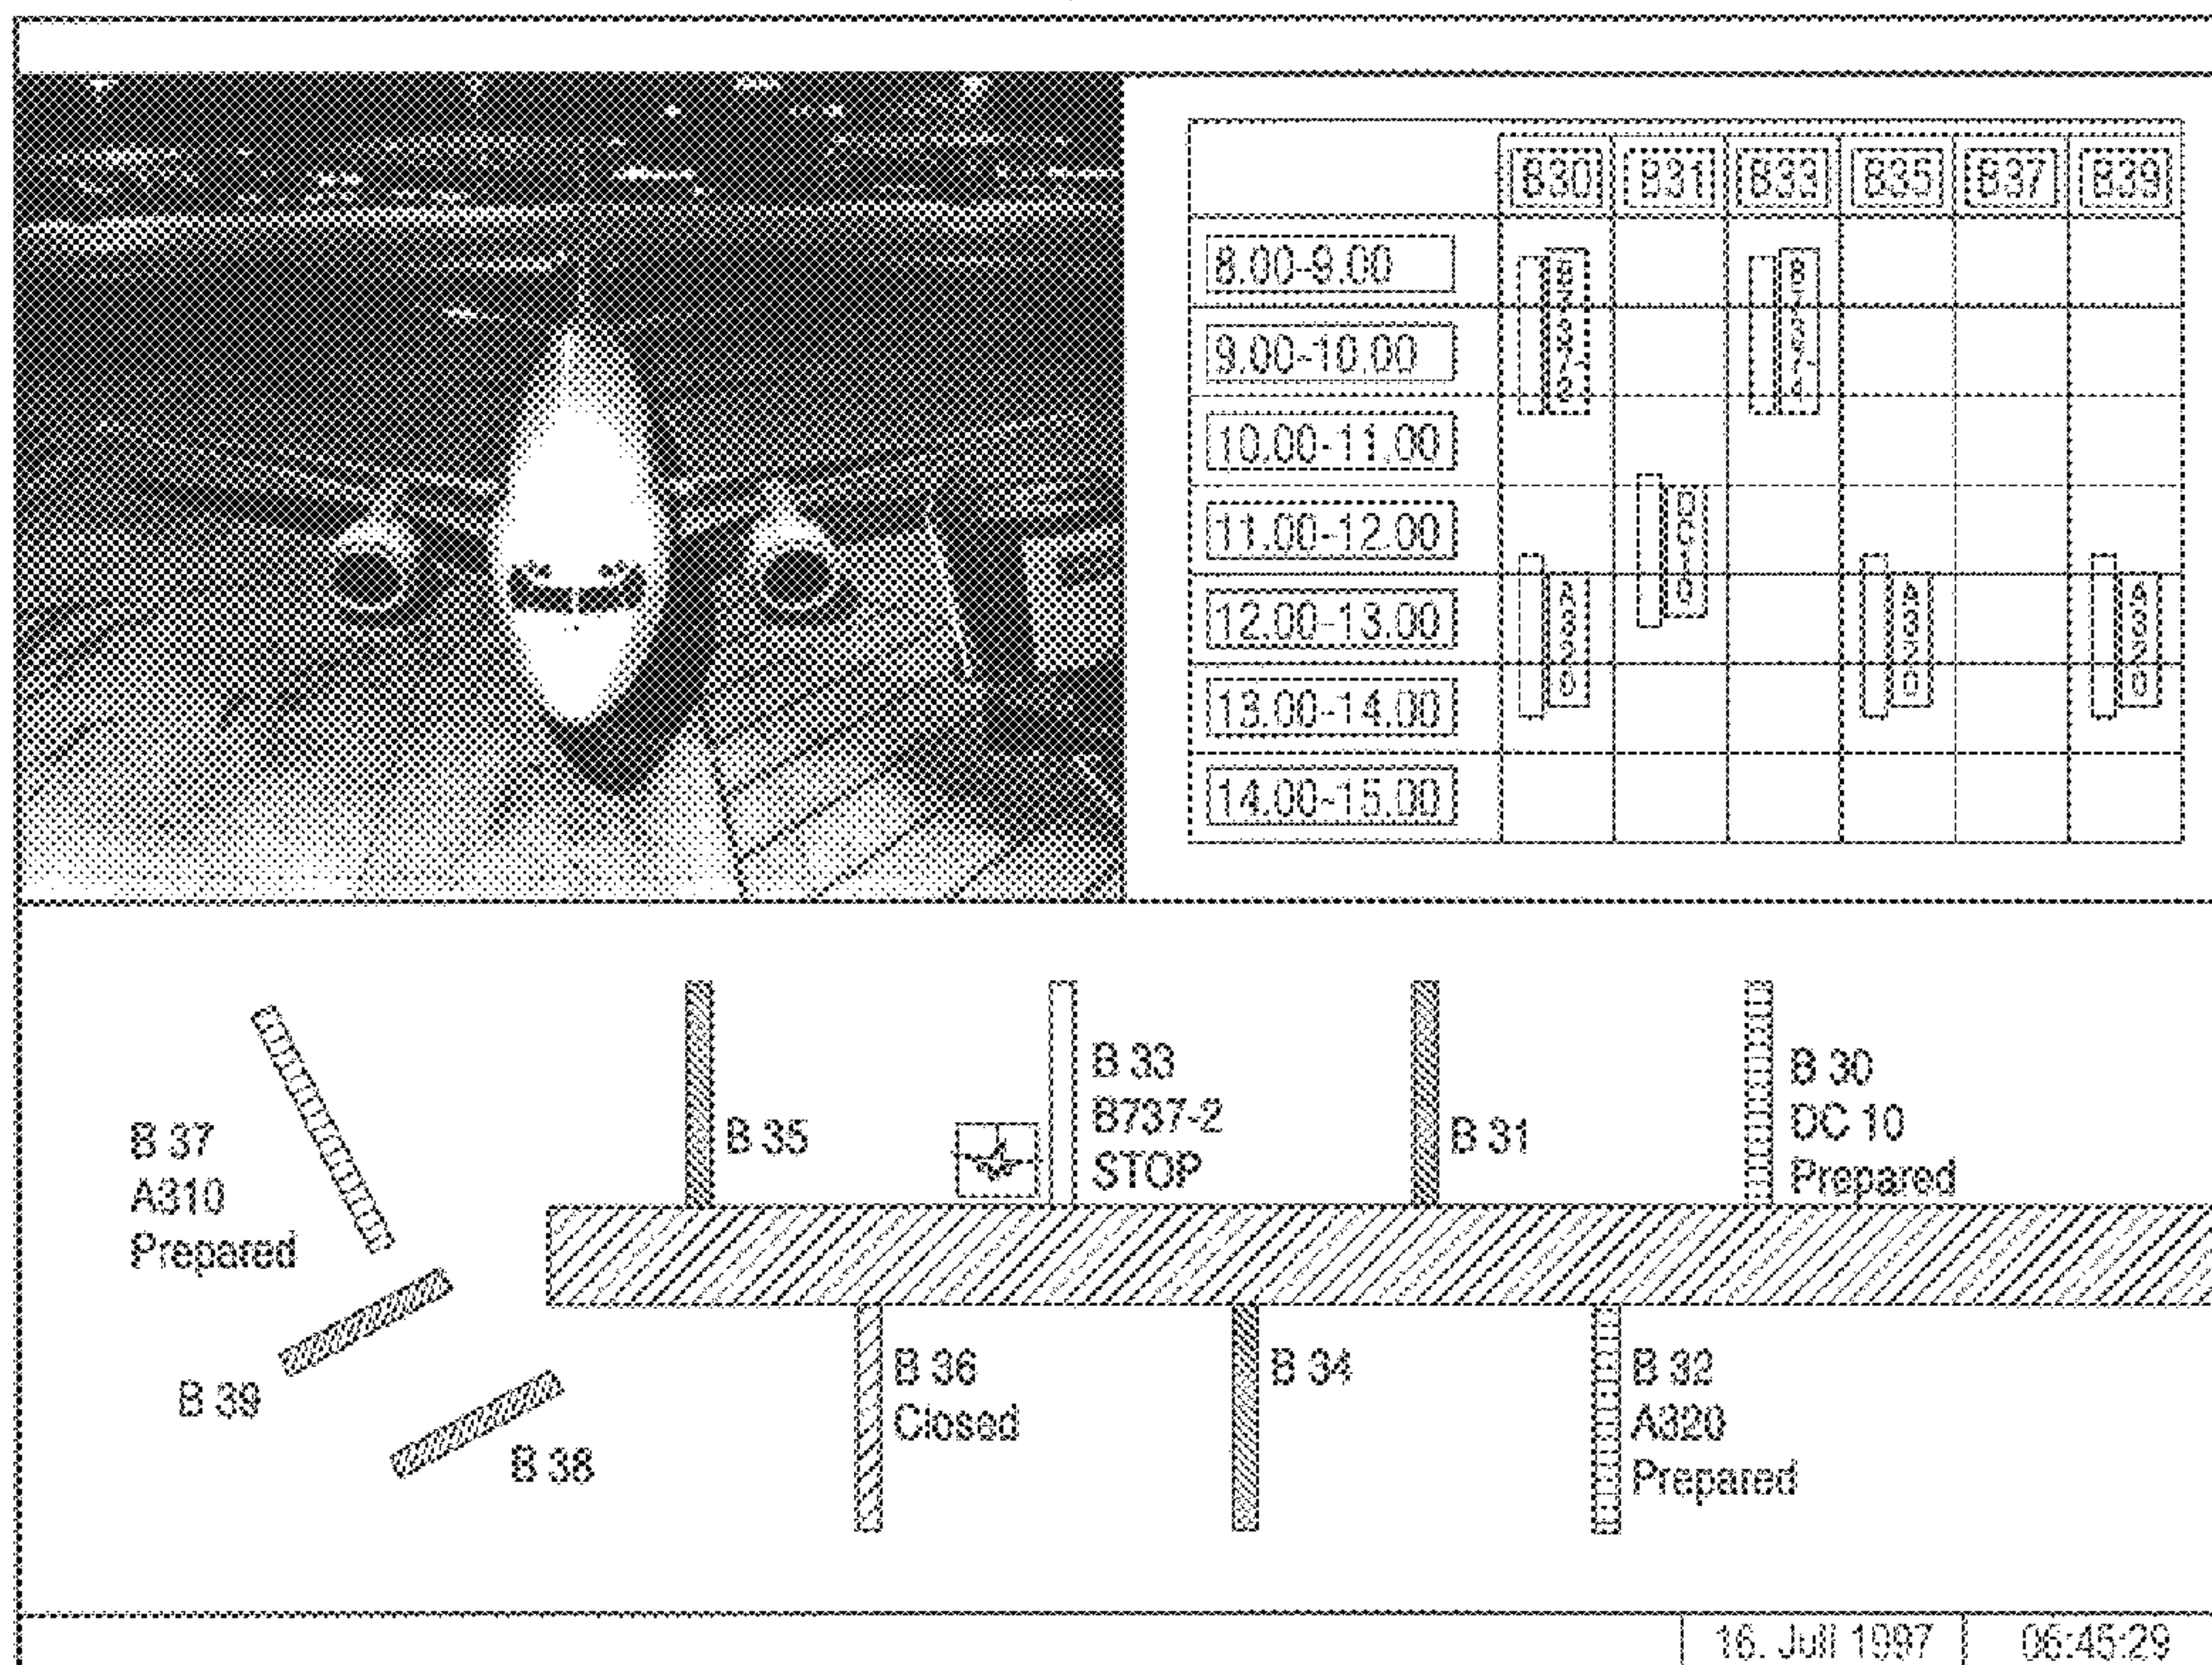 B30 B31 B33 B35 B37 B39
8.00-9.00
9.00-10.00
10.00-11.00
11.00-12.00
12.00-13.00
13.00-14.00
14.00-15.00
B737-2
B737-4
DC10
A320
A320
A320
B 37
A310
Prepared
B 35
B 33
B737-2
STOP
B 31
B 30
DC 10
Prepared
B 39
B 38
B 36
Closed
B 34
B 32
A320
Prepared
16. Juli 1997 06:45:29